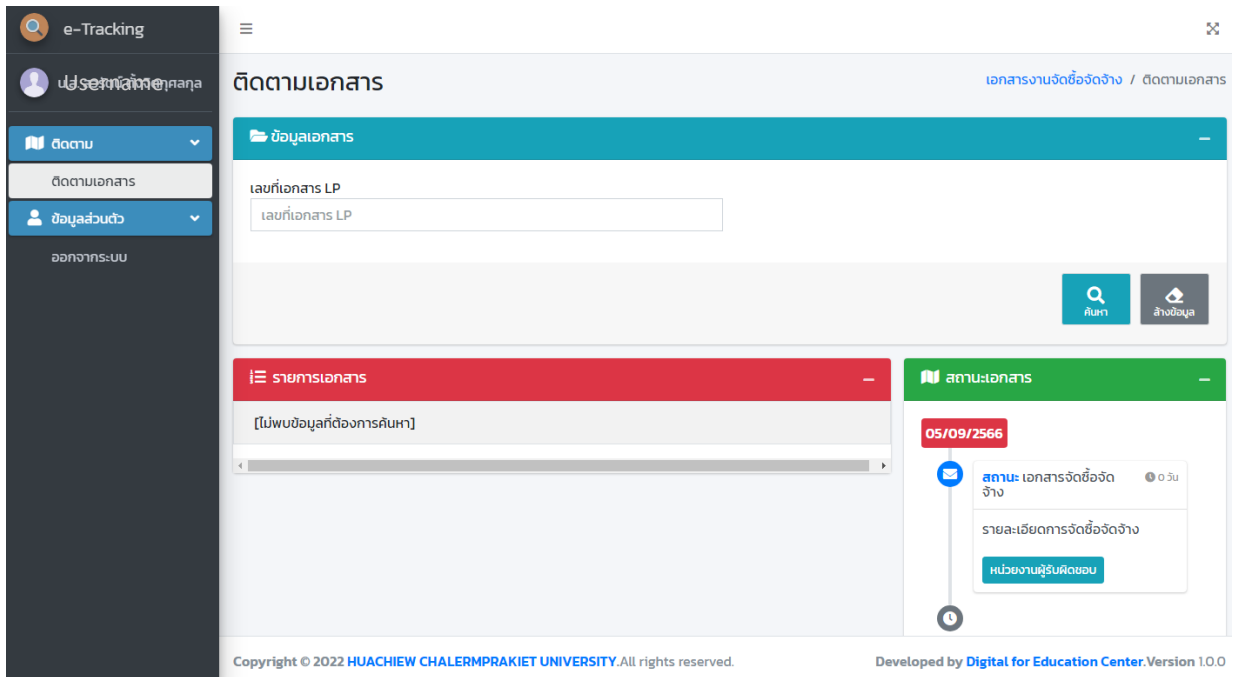 e-Tracking
Username
ติดตามเอกสาร
เอกสารงานจัดซื้อจัดจ้าง / ติดตามเอกสาร
ติดตาม
ติดตามเอกสาร
ข้อมูลส่วนตัว
ออกจากระบบ
ข้อมูลเอกสาร
เลขที่เอกสาร LP
เลขที่เอกสาร LP
ค้นหา
ล้างข้อมูล
รายการเอกสาร
[ไม่พบข้อมูลที่ต้องการค้นหา]
สถานะเอกสาร
05/09/2566
สถานะ เอกสารจัดซื้อจัด
จ้าง
0 วัน
รายละเอียดการจัดซื้อจัดจ้าง
หน่วยงานผู้รับผิดชอบ
Copyright © 2022 HUACHIEW CHALERMPRAKIET UNIVERSITY.All rights reserved.
Developed by Digital for Education Center.Version 1.0.0